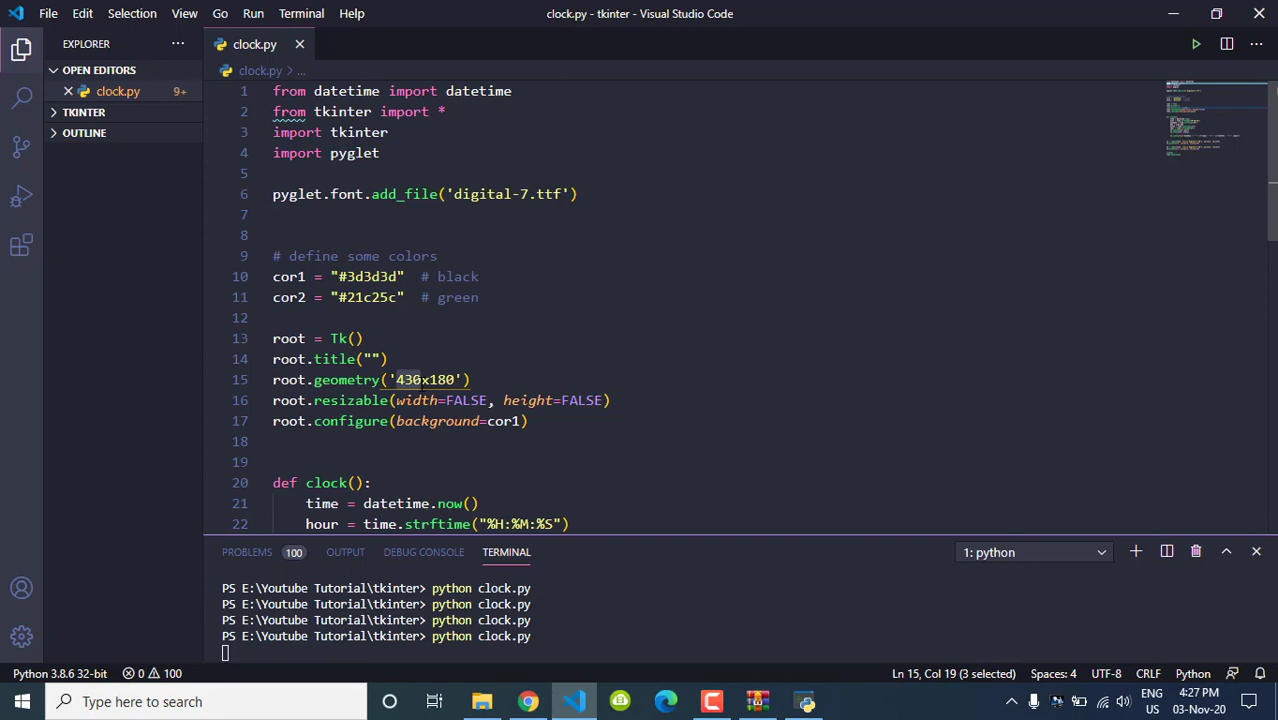 File Edit Selection View Go Run Terminal Help
clock.py - tkinter - Visual Studio Code
EXPLORER
OPEN EDITORS
clock.py 9+
TKINTER
OUTLINE
clock.py
clock.py > ...
1 from datetime import datetime
2 from tkinter import *
3 import tkinter
4 import pyglet
5
6 pyglet.font.add_file('digital-7.ttf')
7
8
9 # define some colors
10 cor1 = "#3d3d3d" # black
11 cor2 = "#21c25c" # green
12
13 root = Tk()
14 root.title("")
15 root.geometry('430x180')
16 root.resizable(width=FALSE, height=FALSE)
17 root.configure(background=cor1)
18
19
20 def clock():
21 time = datetime.now()
22 hour = time.strftime("%H:%M:%S")
PROBLEMS 100 OUTPUT DEBUG CONSOLE TERMINAL
1: python
PS E:\Youtube Tutorial\tkinter> python clock.py
PS E:\Youtube Tutorial\tkinter> python clock.py
PS E:\Youtube Tutorial\tkinter> python clock.py
PS E:\Youtube Tutorial\tkinter> python clock.py
Python 3.8.6 32-bit 0 100 Ln 15, Col 19 (3 selected) Spaces: 4 UTF-8 CRLF Python
Type here to search
ENG
US
4:27 PM
03-Nov-20